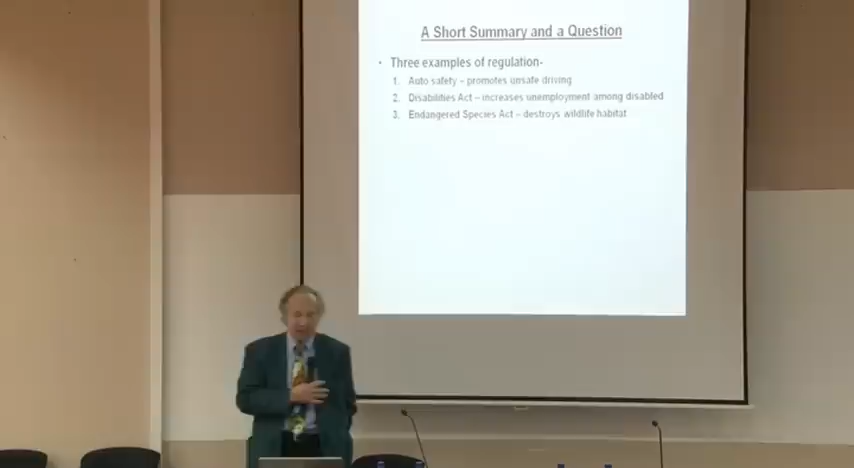 A Short Summary and a Question
• Three examples of regulation-
1. Auto safety – promotes unsafe driving
2. Disabilities Act – increases unemployment among disabled
3. Endangered Species Act – destroys wildlife habitat